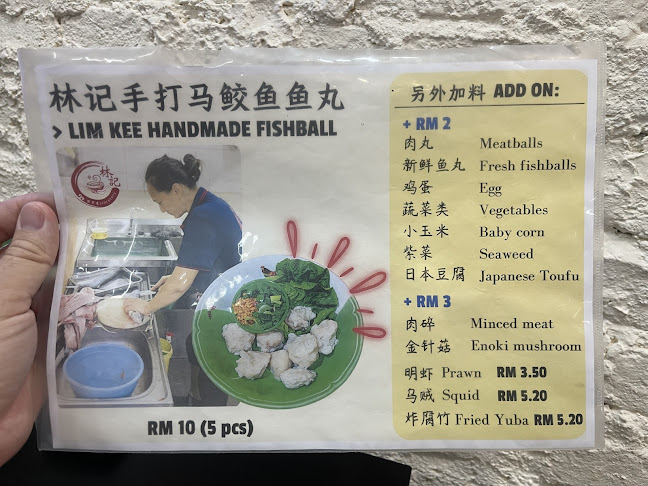 林记手打马鲛鱼鱼丸
> LIM KEE HANDMADE FISHBALL
林記
RM 10 (5 pcs)
另外加料 ADD ON:
+ RM 2
肉丸 Meatballs
新鲜鱼丸 Fresh fishballs
鸡蛋 Egg
蔬菜类 Vegetables
小玉米 Baby corn
紫菜 Seaweed
日本豆腐 Japanese Toufu
+ RM 3
肉碎 Minced meat
金针菇 Enoki mushroom
明虾 Prawn RM 3.50
乌贼 Squid RM 5.20
炸腐竹 Fried Yuba RM 5.20